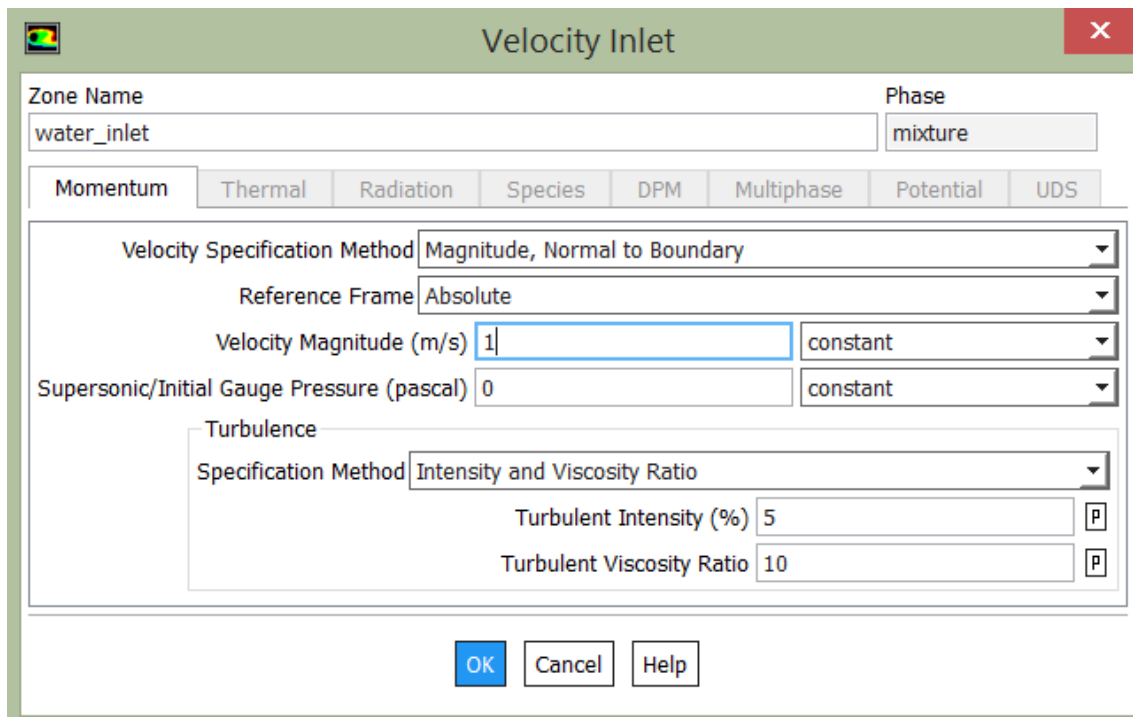 Velocity Inlet
Zone Name Phase
water_inlet mixture
Momentum Thermal Radiation Species DPM Multiphase Potential UDS
Velocity Specification Method Magnitude, Normal to Boundary
Reference Frame Absolute
Velocity Magnitude (m/s) 1 constant
Supersonic/Initial Gauge Pressure (pascal) 0 constant
Turbulence
Specification Method Intensity and Viscosity Ratio
Turbulent Intensity (%) 5 P
Turbulent Viscosity Ratio 10 P
OK Cancel Help